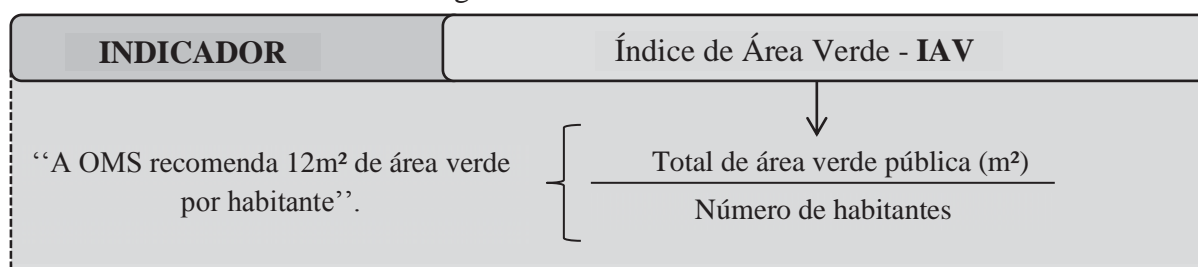 INDICADOR
Índice de Área Verde - IAV
‘‘A OMS recomenda 12m² de área verde
por habitante’’.
Total de área verde pública (m²)
Número de habitantes